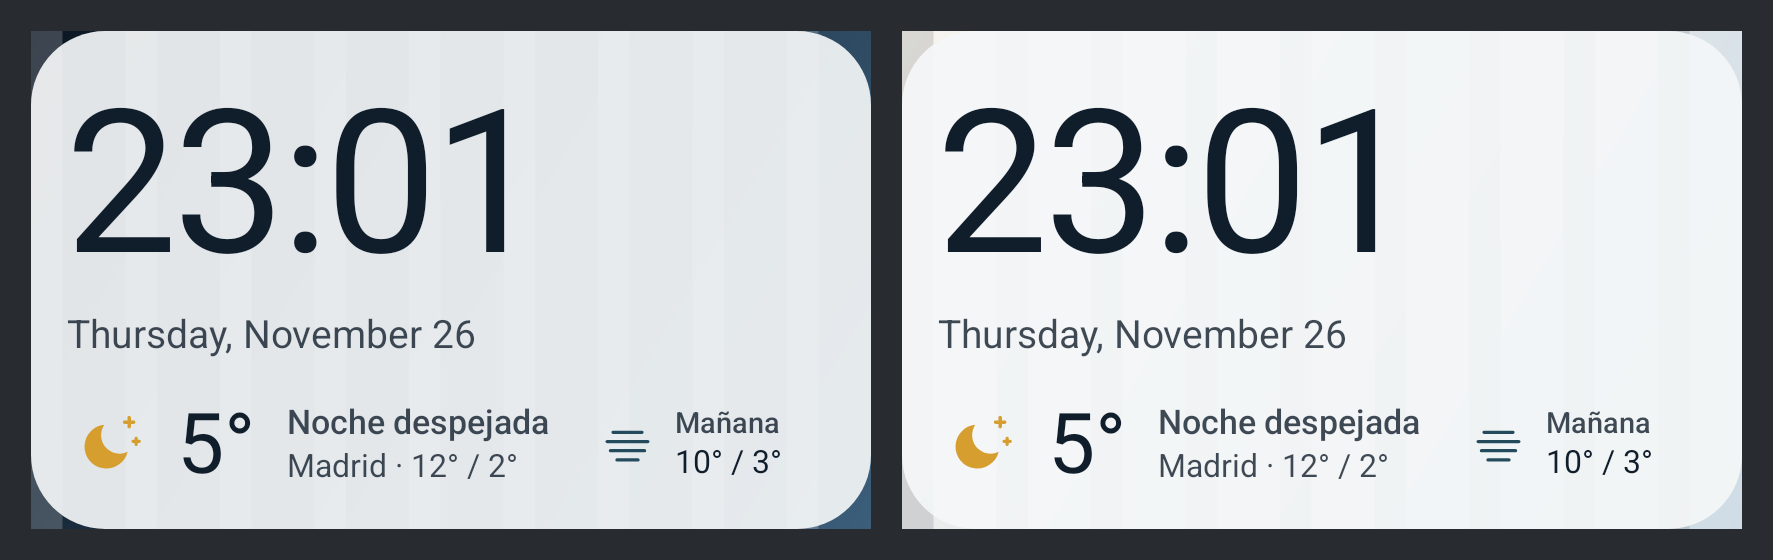 23:01
Thursday, November 26
5°
Noche despejada
Madrid · 12° / 2°
Mañana
10° / 3°
23:01
Thursday, November 26
5°
Noche despejada
Madrid · 12° / 2°
Mañana
10° / 3°